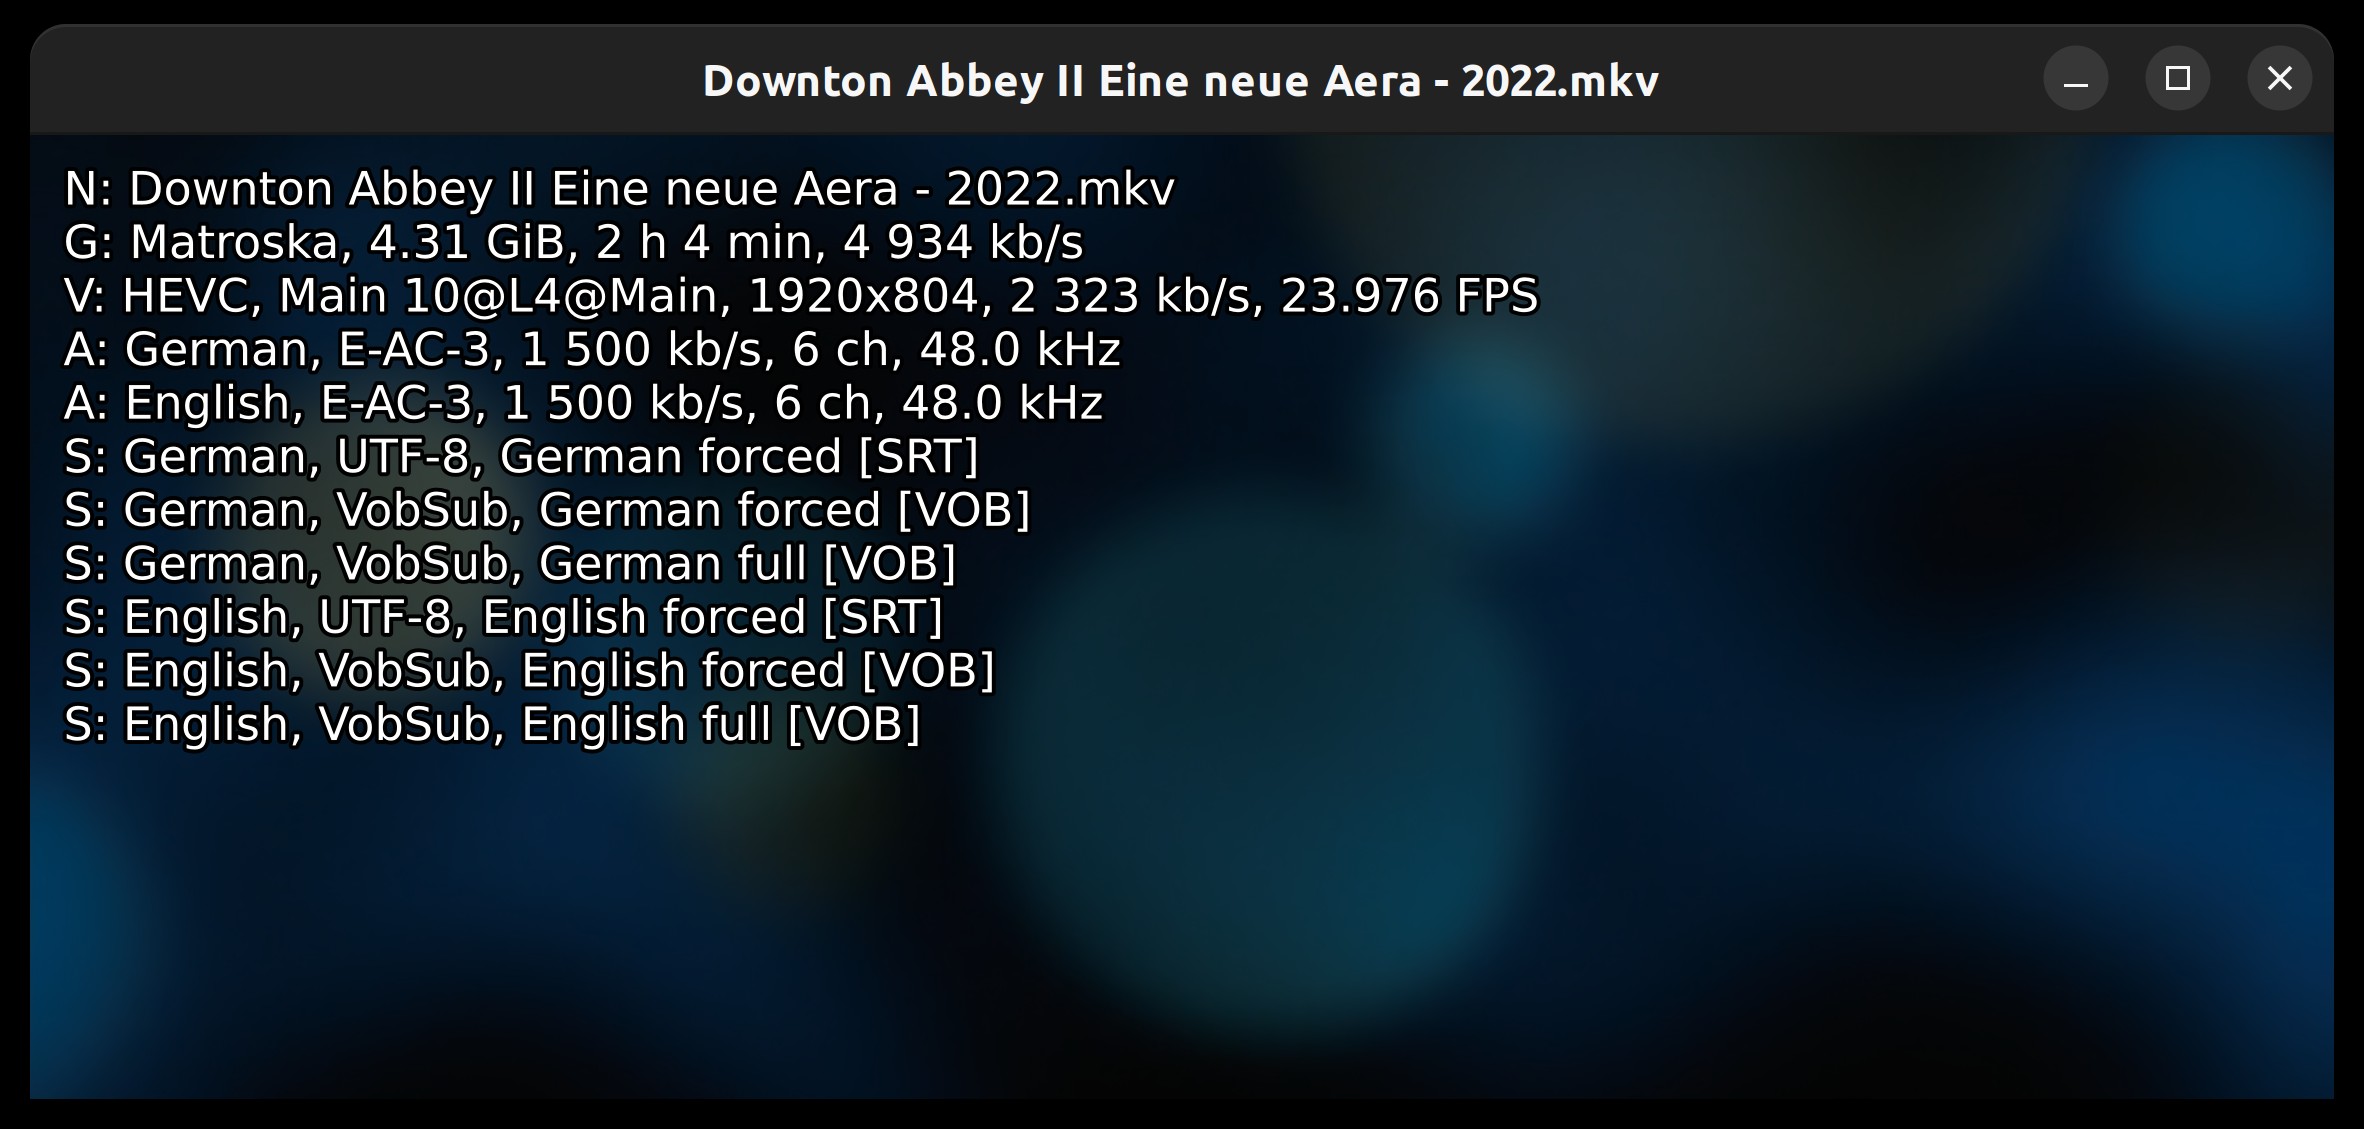 Downton Abbey II Eine neue Aera - 2022.mkv
N: Downton Abbey II Eine neue Aera - 2022.mkv
G: Matroska, 4.31 GiB, 2 h 4 min, 4 934 kb/s
V: HEVC, Main 10@L4@Main, 1920x804, 2 323 kb/s, 23.976 FPS
A: German, E-AC-3, 1 500 kb/s, 6 ch, 48.0 kHz
A: English, E-AC-3, 1 500 kb/s, 6 ch, 48.0 kHz
S: German, UTF-8, German forced [SRT]
S: German, VobSub, German forced [VOB]
S: German, VobSub, German full [VOB]
S: English, UTF-8, English forced [SRT]
S: English, VobSub, English forced [VOB]
S: English, VobSub, English full [VOB]